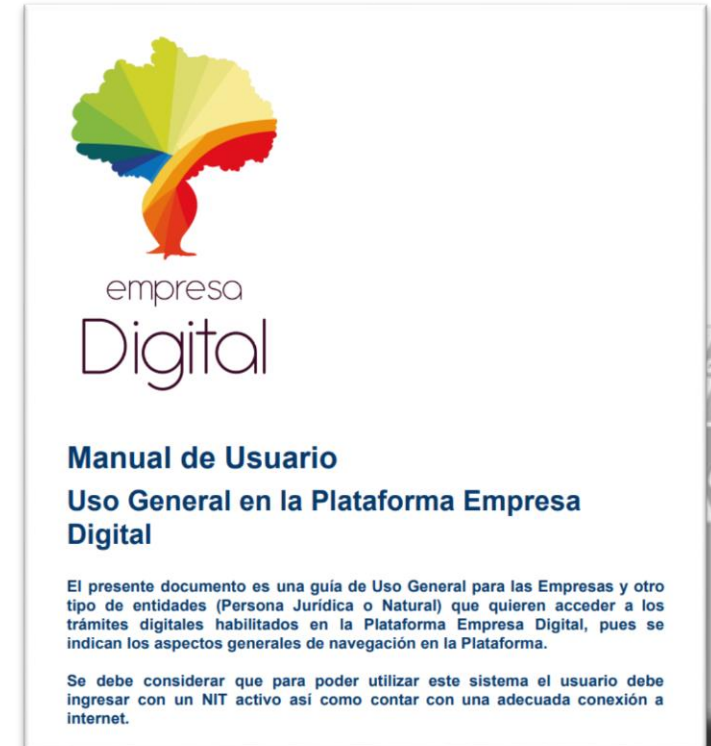 empresa
Digital
Manual de Usuario
Uso General en la Plataforma Empresa
Digital
El presente documento es una guía de Uso General para las Empresas y otro
tipo de entidades (Persona Jurídica o Natural) que quieren acceder a los
trámites digitales habilitados en la Plataforma Empresa Digital, pues se
indican los aspectos generales de navegación en la Plataforma.
Se debe considerar que para poder utilizar este sistema el usuario debe
ingresar con un NIT activo así como contar con una adecuada conexión a
internet.